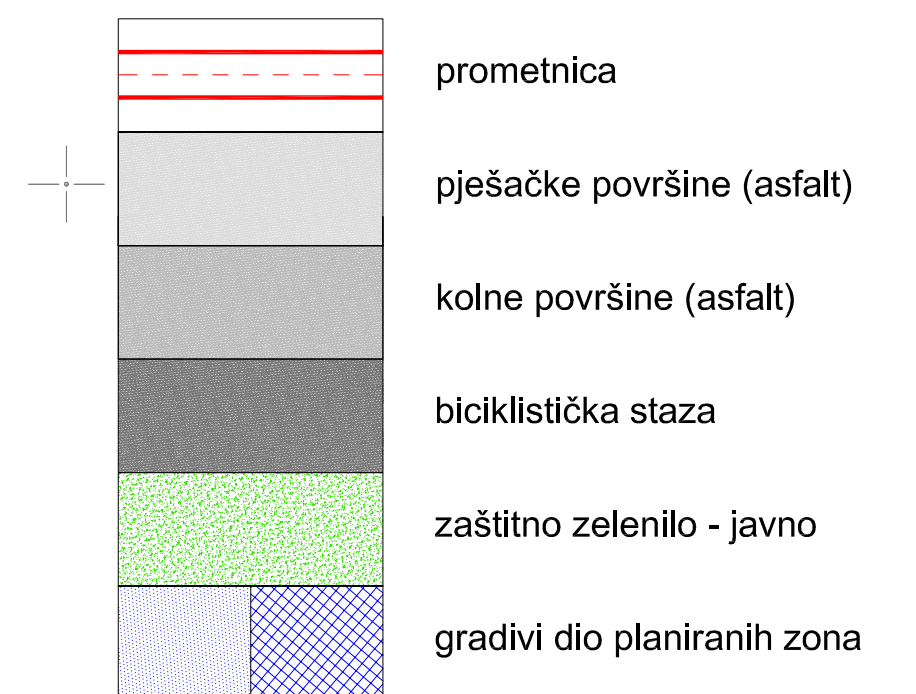 prometnica
pješačke površine (asfalt)
kolne površine (asfalt)
biciklistička staza
zaštitno zelenilo - javno
gradivi dio planiranih zona